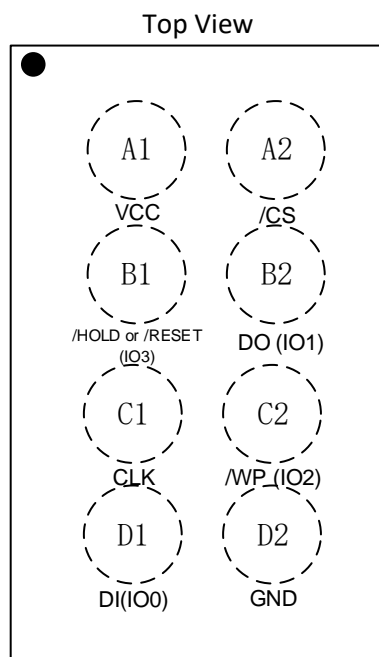 Top View
A1 A2
VCC /CS
B1 B2
/HOLD or /RESET DO (IO1)
(IO3)
C1 C2
CLK /WP (IO2)
D1 D2
DI(IO0) GND